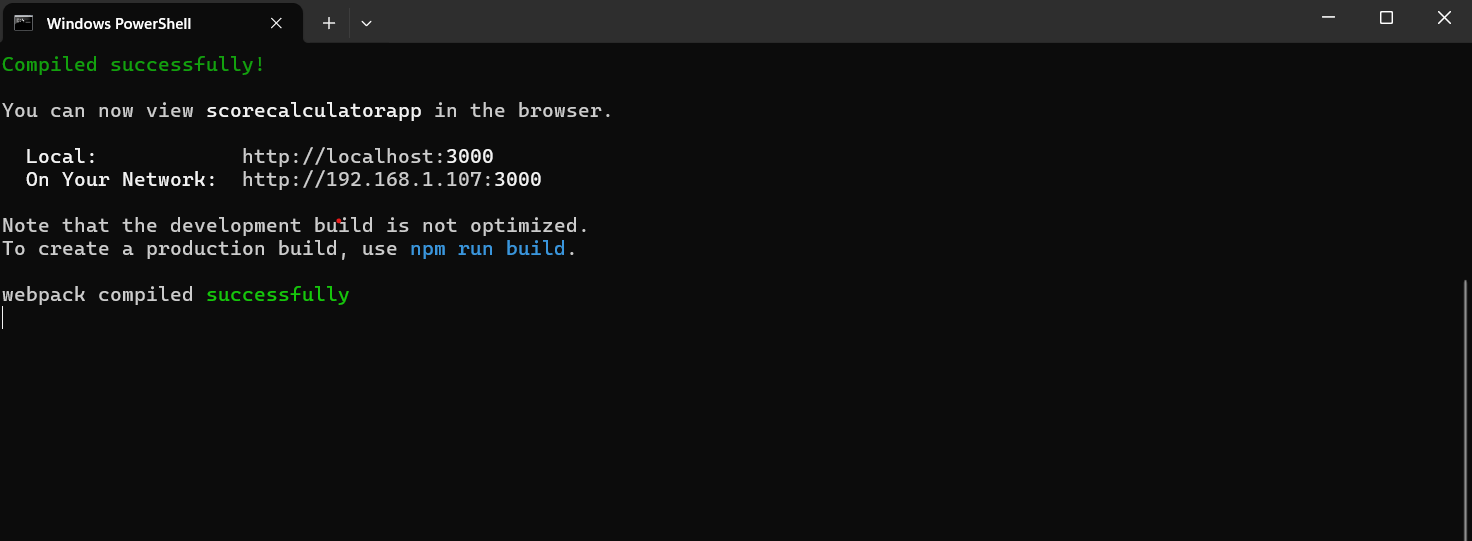 Windows PowerShell
Compiled successfully!
You can now view scorecalculatorapp in the browser.
Local: http://localhost:3000
On Your Network: http://192.168.1.107:3000
Note that the development build is not optimized.
To create a production build, use npm run build.
webpack compiled successfully